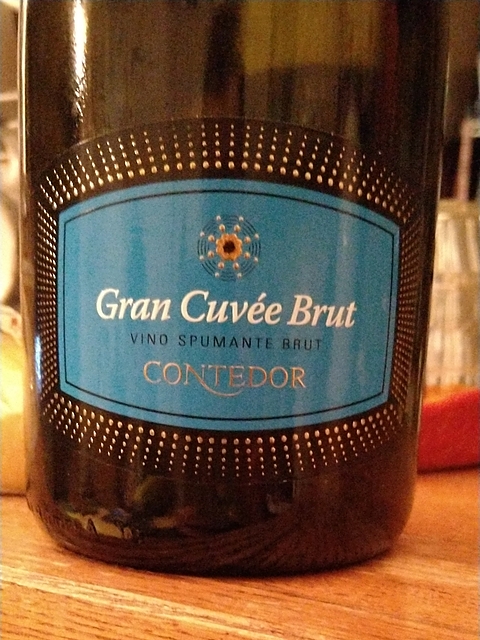 Gran Cuvée Brut
VINO SPUMANTE BRUT
CONTEDOR